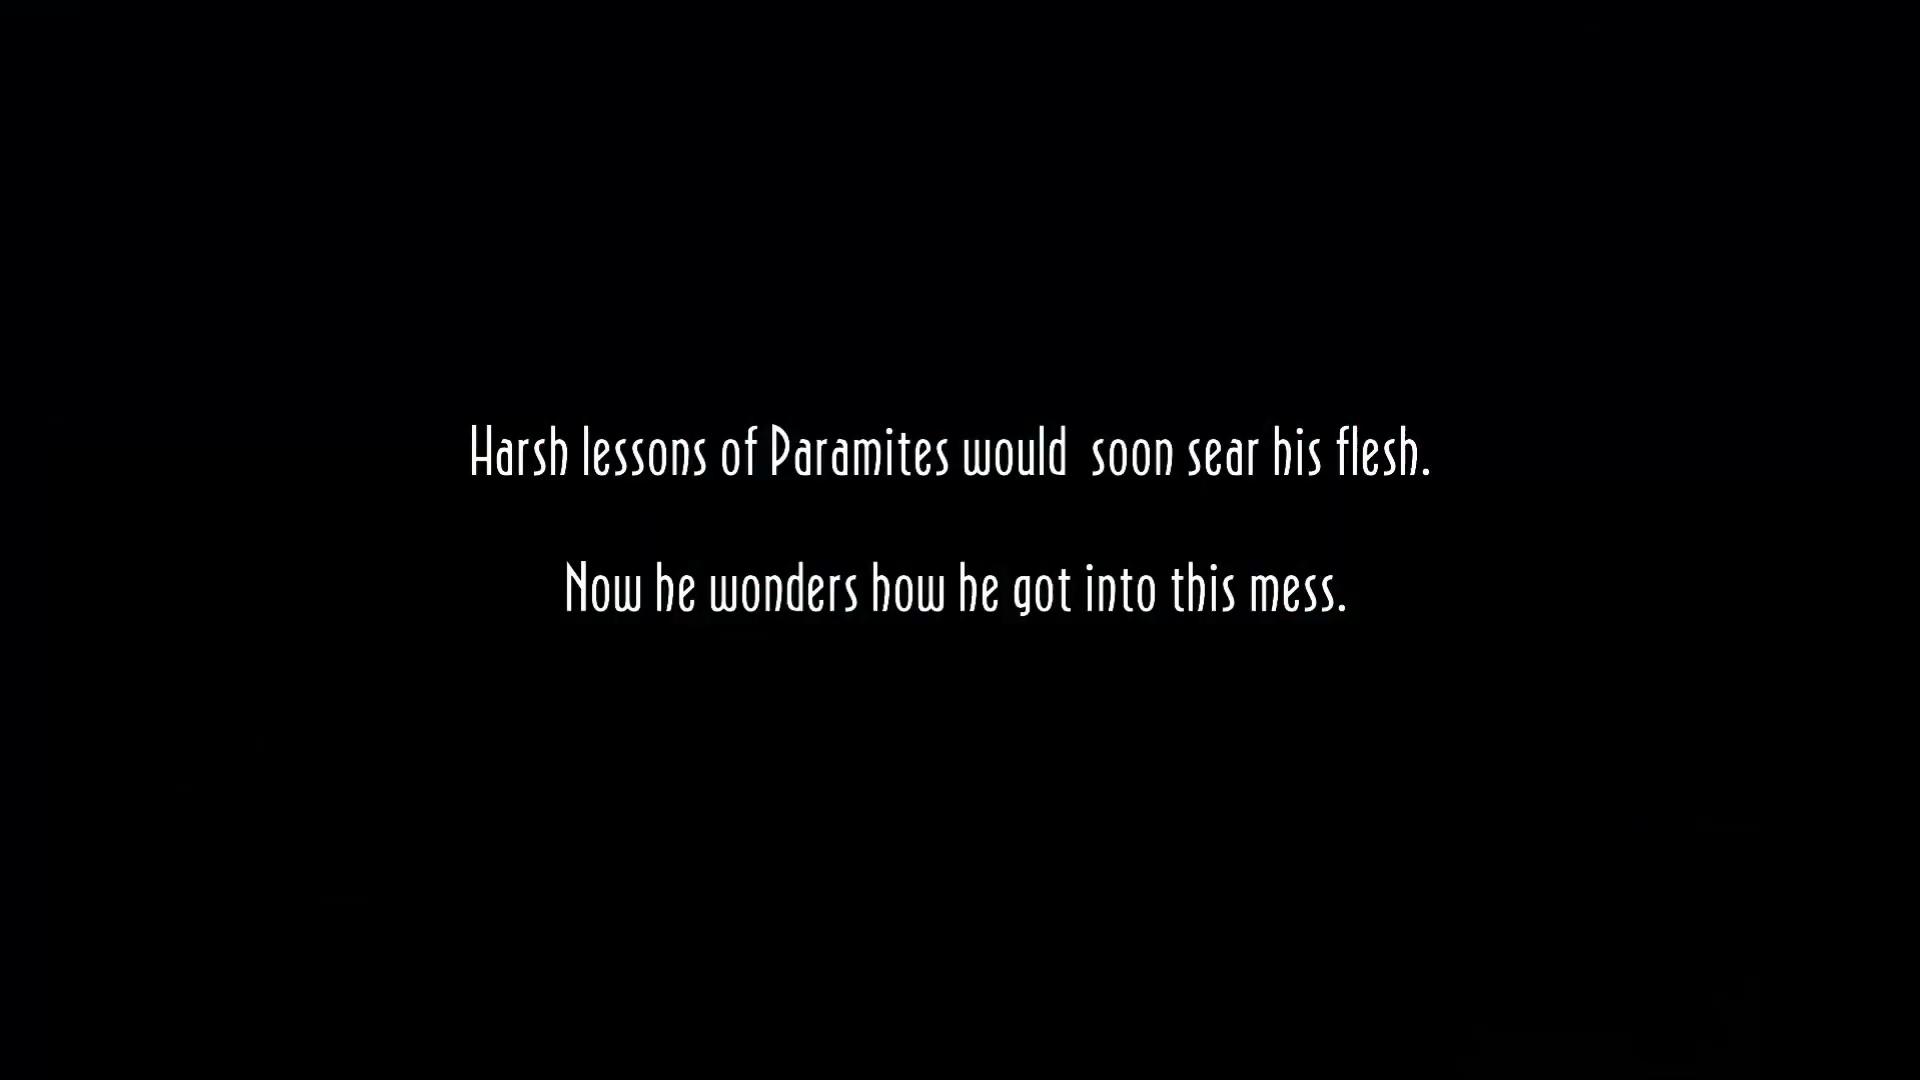 Harsh lessons of Paramites would  soon sear his flesh.
Now he wonders how he got into this mess.